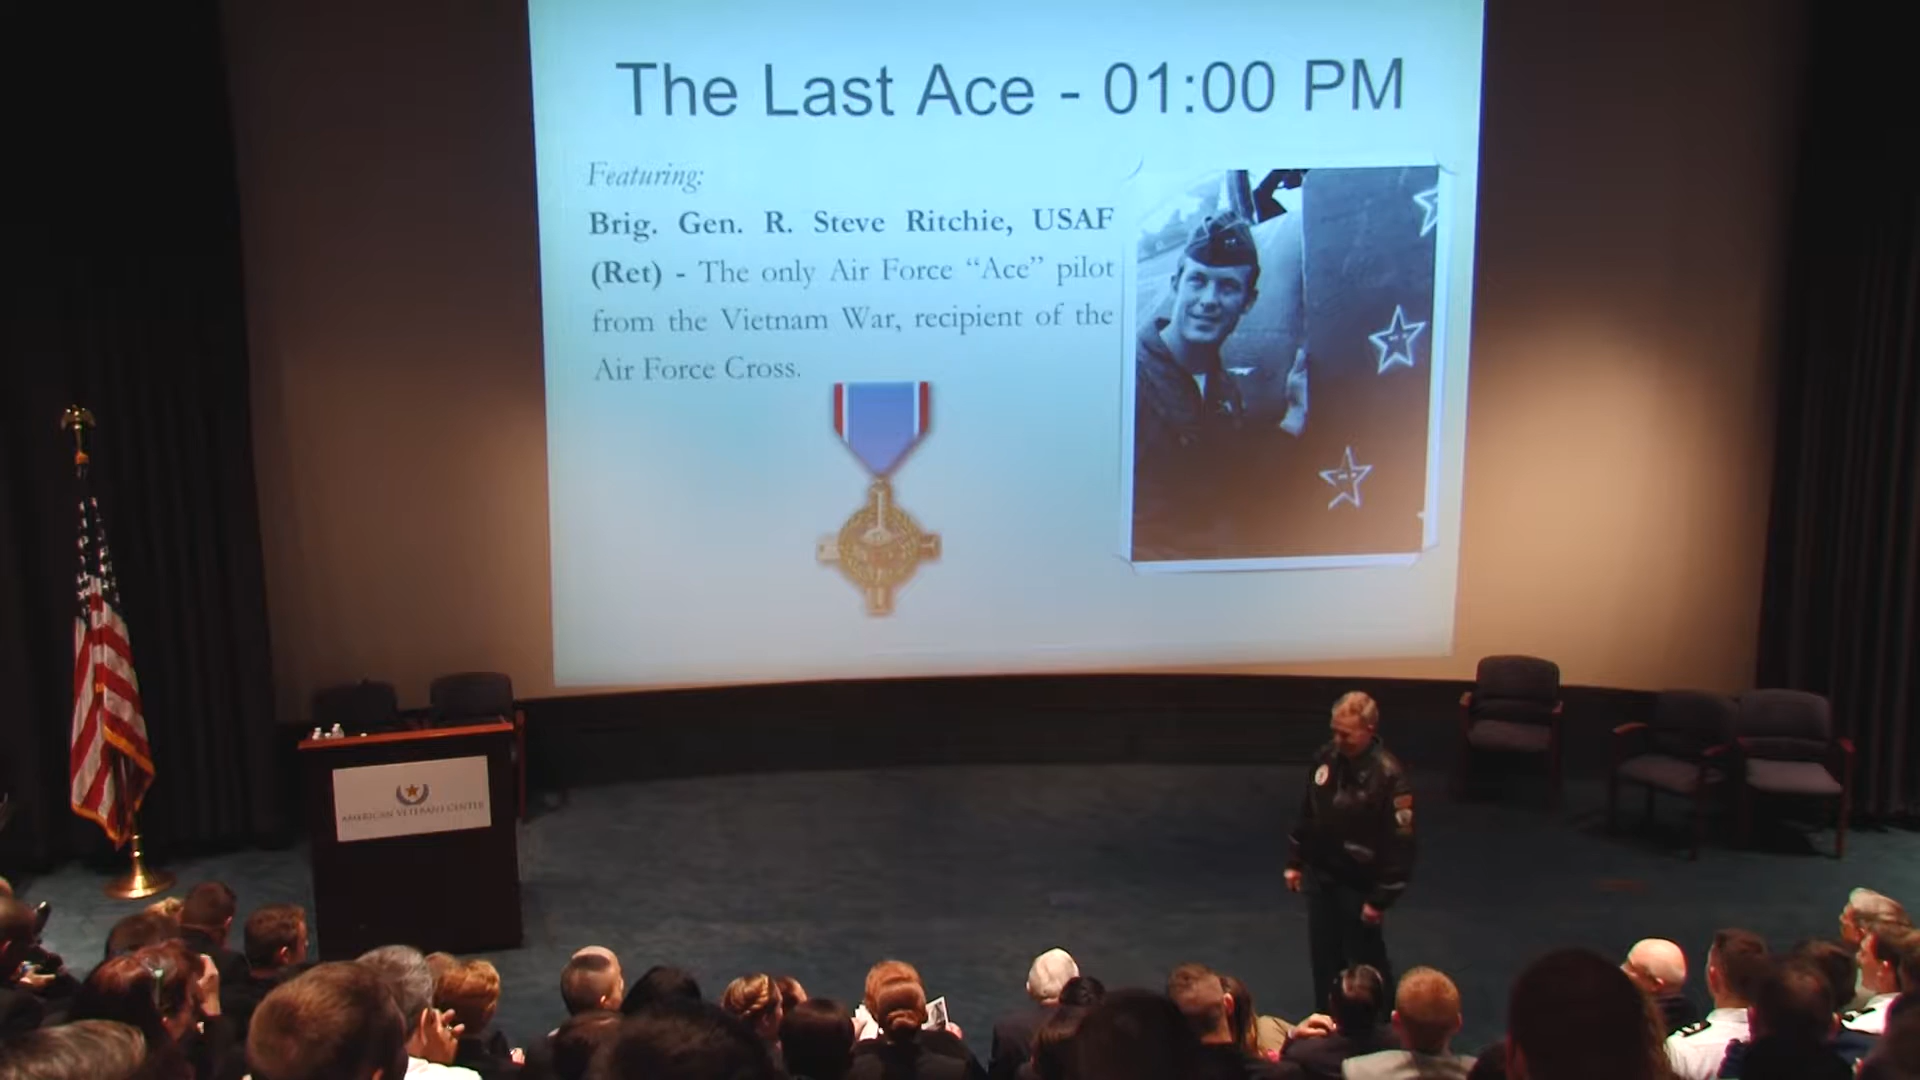 The Last Ace - 01:00 PM
Featuring:
Brig. Gen. R. Steve Ritchie, USAF
(Ret) - The only Air Force “Ace” pilot
from the Vietnam War, recipient of the
Air Force Cross.
AMERICAN VETERANS CENTER